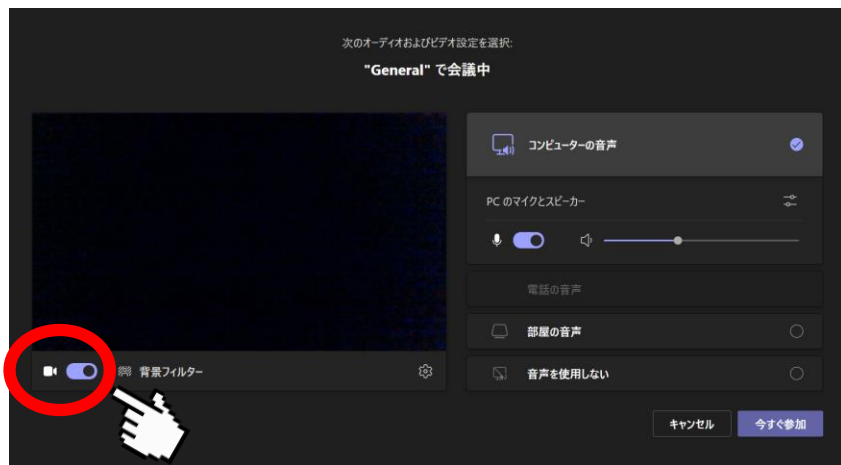 次のオーディオおよびビデオ設定を選択:
"General" で会議中
コンピューターの音声
PC のマイクとスピーカー
電話の音声
部屋の音声
背景フィルター
音声を使用しない
キャンセル
今すぐ参加